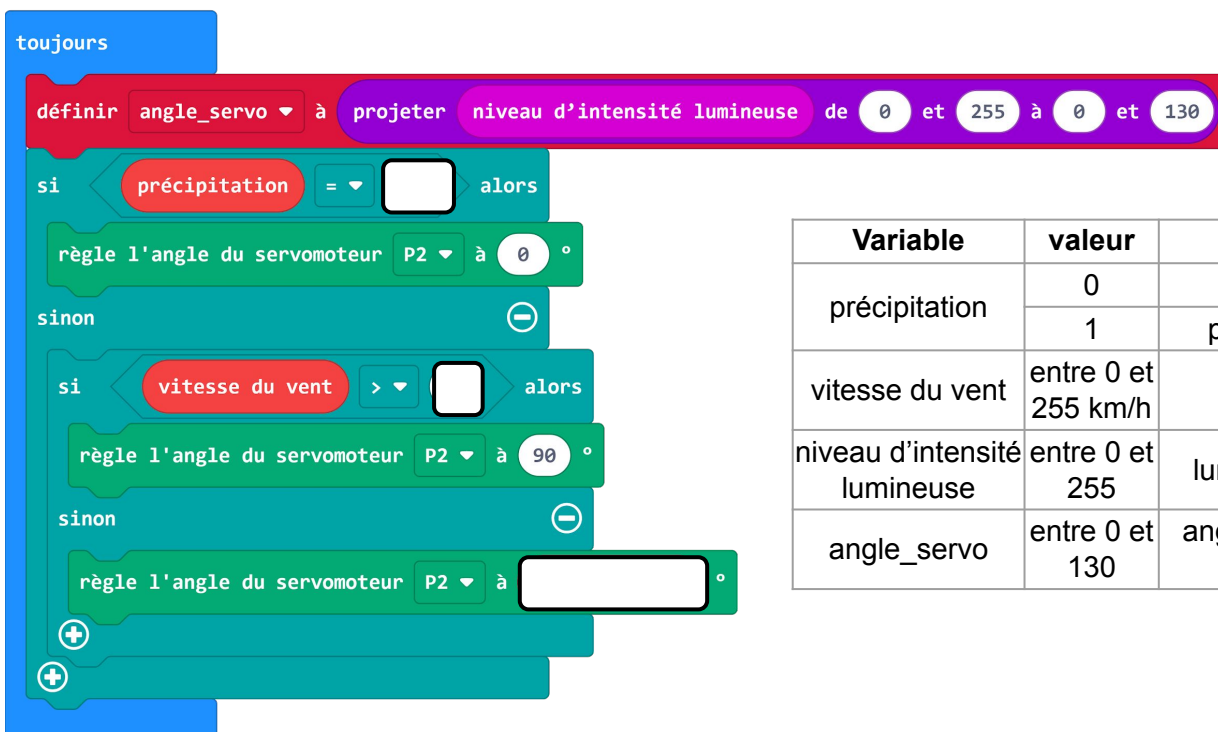 toujours
définir angle_servo à projeter niveau d'intensité lumineuse de 0 et 255 à 0 et 130
si précipitation = alors
règle l'angle du servomoteur P2 à 0 °
sinon
si vitesse du vent > alors
règle l'angle du servomoteur P2 à 90 °
sinon
règle l'angle du servomoteur P2 à °
Variable valeur
précipitation 0
1
vitesse du vent entre 0 et
255 km/h
niveau d'intensité entre 0 et
lumineuse 255
angle_servo entre 0 et
130